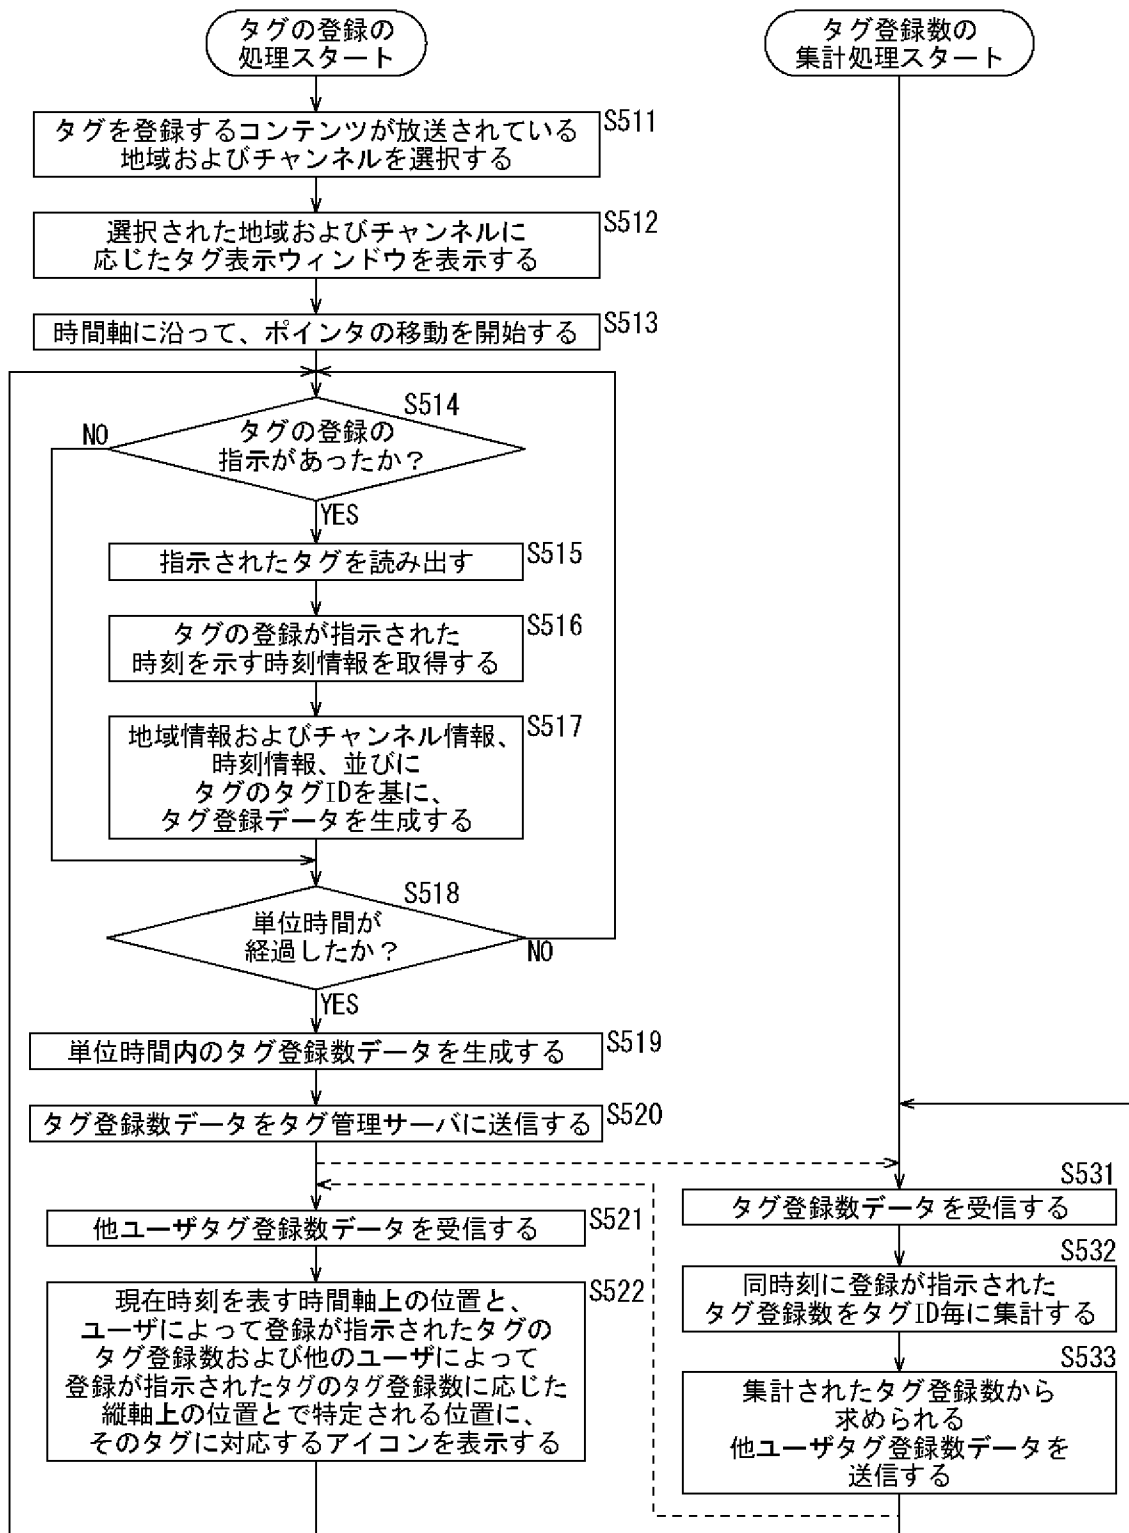 タグの登録の
処理スタート
S511
タグを登録するコンテンツが放送されている
地域およびチャンネルを選択する
S512
選択された地域およびチャンネルに
応じたタグ表示ウィンドウを表示する
S513
時間軸に沿って、ポインタの移動を開始する
S514
タグの登録の
指示があったか？
NO
YES
S515
指示されたタグを読み出す
S516
タグの登録が指示された
時刻を示す時刻情報を取得する
S517
地域情報およびチャンネル情報、
時刻情報、並びに
タグのタグIDを基に、
タグ登録データを生成する
S518
単位時間が
経過したか？
NO
YES
S519
単位時間内のタグ登録数データを生成する
S520
タグ登録数データをタグ管理サーバに送信する
S521
他ユーザタグ登録数データを受信する
S522
現在時刻を表す時間軸上の位置と、
ユーザによって登録が指示されたタグの
タグ登録数および他のユーザによって
登録が指示されたタグのタグ登録数に応じた
縦軸上の位置とで特定される位置に、
そのタグに対応するアイコンを表示する
タグ登録数の
集計処理スタート
S531
タグ登録数データを受信する
S532
同時刻に登録が指示された
タグ登録数をタグID毎に集計する
S533
集計されたタグ登録数から
求められる
他ユーザタグ登録数データを
送信する